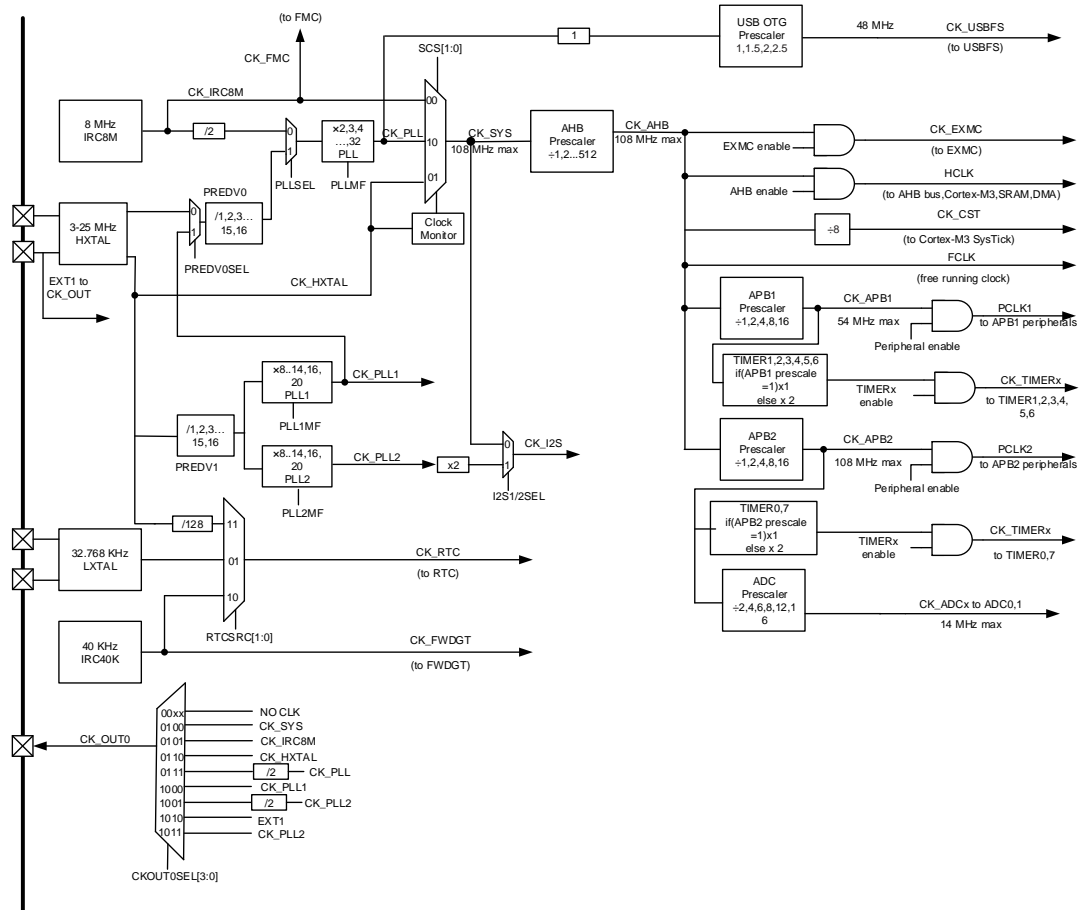 (to FMC)
CK_FMC
SCS[1:0]
1
USB OTG
Prescaler
1,1.5,2,2.5
48 MHz
CK_USBFS
(to USBFS)
8 MHz
IRC8M
CK_IRC8M
/2
0
1
PLLSEL
×2,3,4
…,32
PLL
PLLMF
CK_PLL
00
10
01
Clock
Monitor
CK_SYS
108 MHz max
AHB
Prescaler
÷1,2...512
CK_AHB
108 MHz max
EXMC enable
CK_EXMC
(to EXMC)
AHB enable
HCLK
(to AHB bus,Cortex-M3,SRAM,DMA)
÷8
CK_CST
(to Cortex-M3 SysTick)
FCLK
(free running clock)
3-25 MHz
HXTAL
EXT1 to
CK_OUT
0
1
PREDV0
/1,2,3…
15,16
PREDV0SEL
CK_HXTAL
APB1
Prescaler
÷1,2,4,8,16
CK_APB1
54 MHz max
Peripheral enable
PCLK1
to APB1 peripherals
TIMER1,2,3,4,5,6
if(APB1 prescale
=1)x1
else x 2
TIMERx
enable
CK_TIMERx
to TIMER1,2,3,4,
5,6
/1,2,3…
15,16
PREDV1
×8..14,16,
20
PLL1
PLL1MF
CK_PLL1
×8..14,16,
20
PLL2
PLL2MF
CK_PLL2
x2
0
1
CK_I2S
I2S1/2SEL
APB2
Prescaler
÷1,2,4,8,16
CK_APB2
108 MHz max
Peripheral enable
PCLK2
to APB2 peripherals
TIMER0,7
if(APB2 prescale
=1)x1
else x 2
TIMERx
enable
CK_TIMERx
to TIMER0,7
ADC
Prescaler
÷2,4,6,8,12,1
6
CK_ADCx to ADC0,1
14 MHz max
/128
11
01
10
RTCSRC[1:0]
32.768 KHz
LXTAL
CK_RTC
(to RTC)
40 KHz
IRC40K
CK_FWDGT
(to FWDGT)
CK_OUT0
00xx
NO CLK
0100
CK_SYS
0101
CK_IRC8M
0110
CK_HXTAL
0111
/2
CK_PLL
1000
CK_PLL1
1001
/2
CK_PLL2
1010
EXT1
1011
CK_PLL2
CKOUT0SEL[3:0]